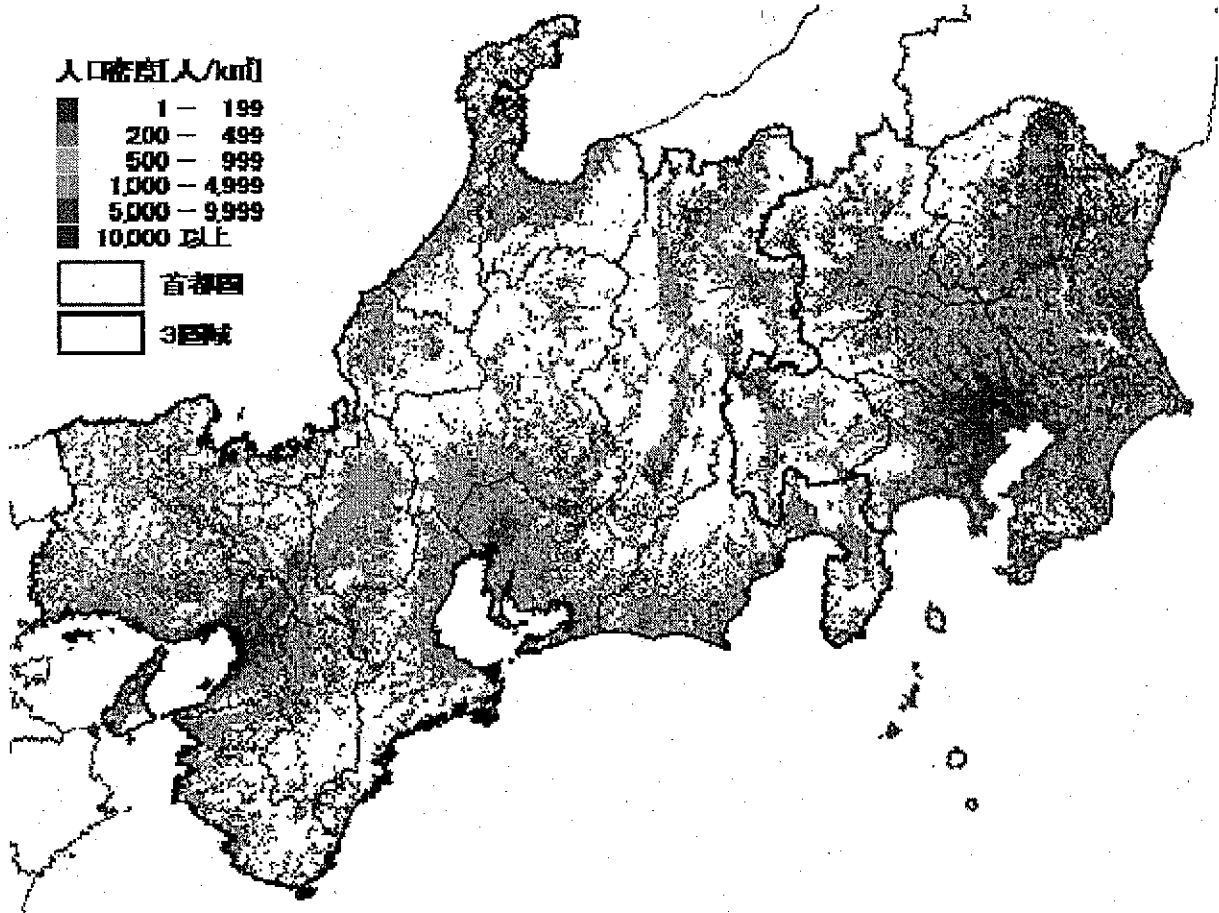 人口密度[人/km²]
1 － 199
200 － 499
500 － 999
1,000 － 4,999
5,000 － 9,999
10,000 以上
首都圏
3圏域